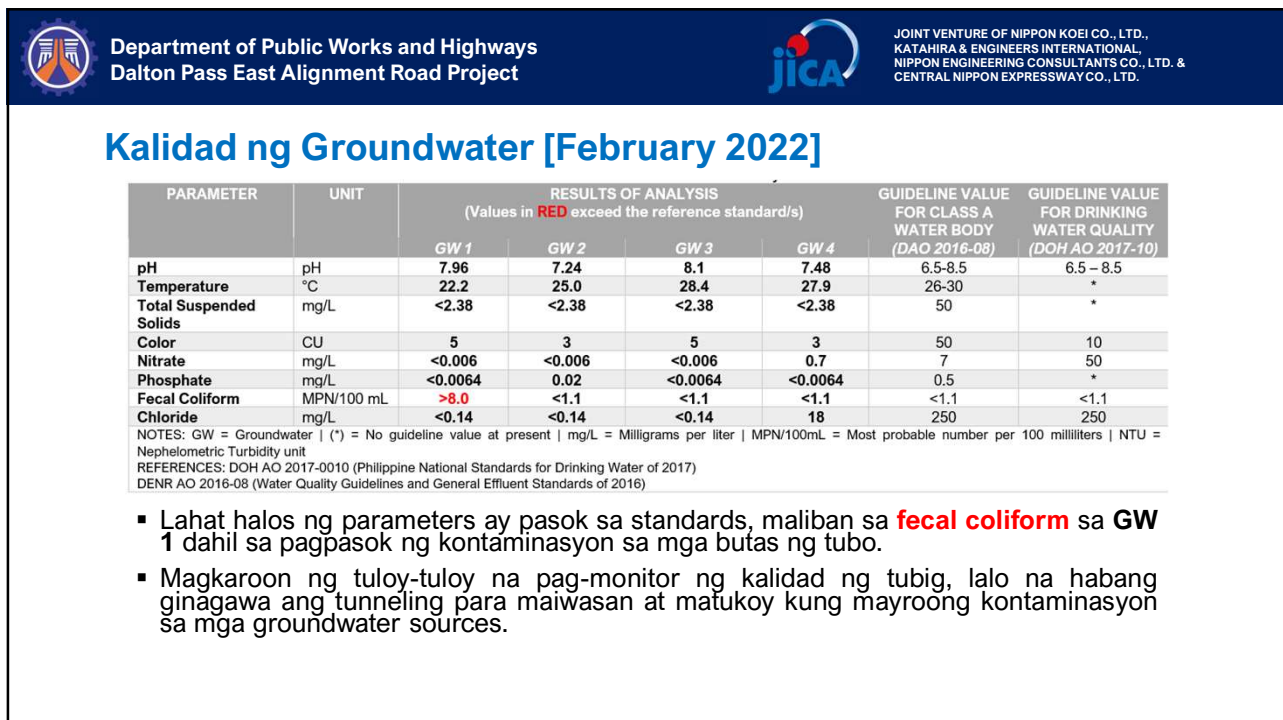 Department of Public Works and Highways
Dalton Pass East Alignment Road Project
jICA
JOINT VENTURE OF NIPPON KOEI CO., LTD.,
KATAHIRA & ENGINEERS INTERNATIONAL,
NIPPON ENGINEERING CONSULTANTS CO., LTD. &
CENTRAL NIPPON EXPRESSWAY CO., LTD.
Kalidad ng Groundwater [February 2022]
PARAMETER UNIT RESULTS OF ANALYSIS GUIDELINE VALUE GUIDELINE VALUE
(Values in RED exceed the reference standard/s) FOR CLASS A FOR DRINKING
WATER BODY WATER QUALITY
GW 1 GW 2 GW 3 GW 4 (DAO 2016-08) (DOH AO 2017-10)
pH pH 7.96 7.24 8.1 7.48 6.5-8.5 6.5 – 8.5
Temperature °C 22.2 25.0 28.4 27.9 26-30 *
Total Suspended mg/L <2.38 <2.38 <2.38 <2.38 50 *
Solids
Color CU 5 3 5 3 50 10
Nitrate mg/L <0.006 <0.006 <0.006 0.7 7 50
Phosphate mg/L <0.0064 0.02 <0.0064 <0.0064 0.5 *
Fecal Coliform MPN/100 mL >8.0 <1.1 <1.1 <1.1 <1.1 <1.1
Chloride mg/L <0.14 <0.14 <0.14 18 250 250
NOTES: GW = Groundwater | (*) = No guideline value at present | mg/L = Milligrams per liter | MPN/100mL = Most probable number per 100 milliliters | NTU =
Nephelometric Turbidity unit
REFERENCES: DOH AO 2017-0010 (Philippine National Standards for Drinking Water of 2017)
DENR AO 2016-08 (Water Quality Guidelines and General Effluent Standards of 2016)
▪ Lahat halos ng parameters ay pasok sa standards, maliban sa fecal coliform sa GW
1 dahil sa pagpasok ng kontaminasyon sa mga butas ng tubo.
▪ Magkaroon ng tuloy-tuloy na pag-monitor ng kalidad ng tubig, lalo na habang
ginagawa ang tunneling para maiwasan at matukoy kung mayroong kontaminasyon
sa mga groundwater sources.